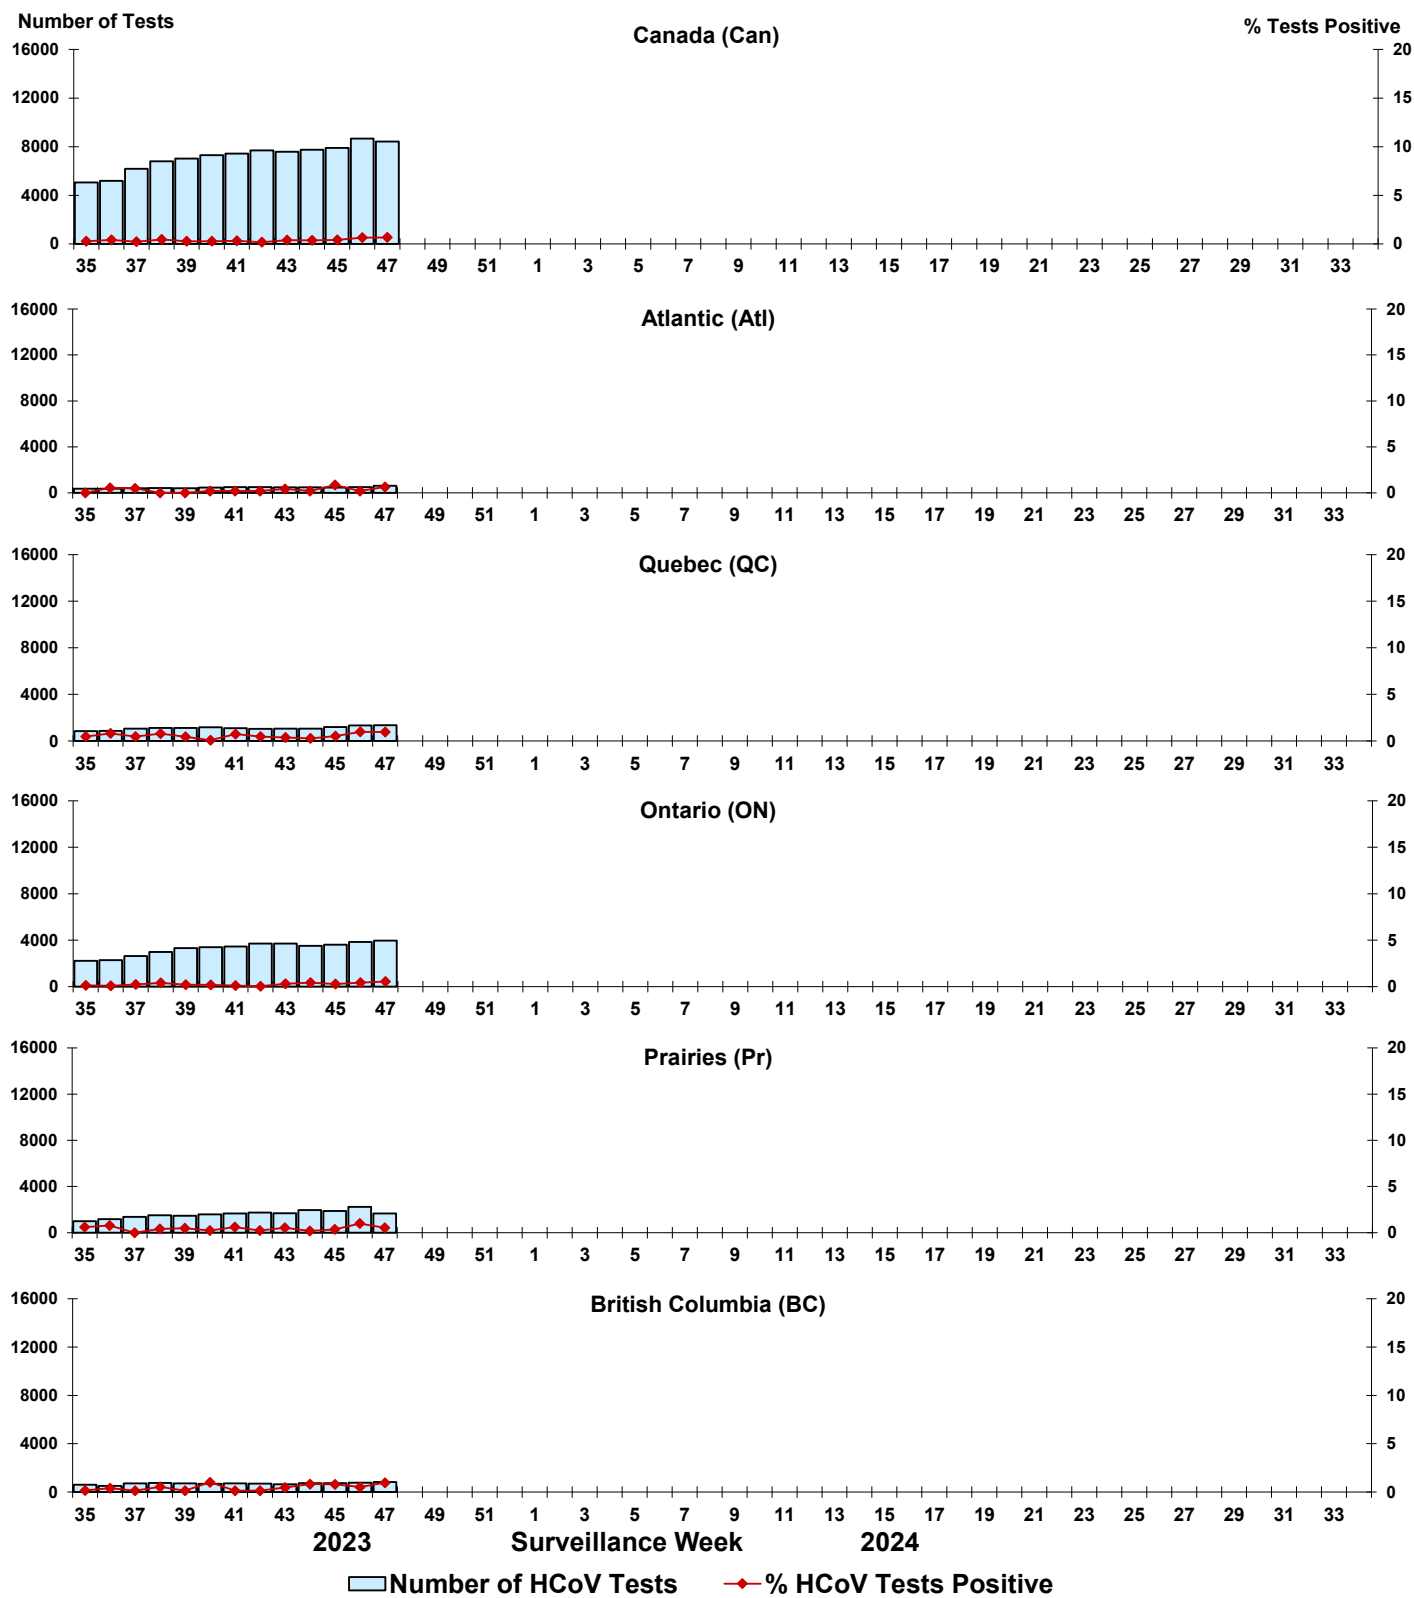 Number of Tests
Canada (Can)
% Tests Positive
16000 20
12000 15
8000 10
4000 5
0 0
35 37 39 41 43 45 47 49 51 1 3 5 7 9 11 13 15 17 19 21 23 25 27 29 31 33
Atlantic (Atl)
16000 20
12000 15
8000 10
4000 5
0 0
35 37 39 41 43 45 47 49 51 1 3 5 7 9 11 13 15 17 19 21 23 25 27 29 31 33
Quebec (QC)
16000 20
12000 15
8000 10
4000 5
0 0
35 37 39 41 43 45 47 49 51 1 3 5 7 9 11 13 15 17 19 21 23 25 27 29 31 33
Ontario (ON)
16000 20
12000 15
8000 10
4000 5
0 0
35 37 39 41 43 45 47 49 51 1 3 5 7 9 11 13 15 17 19 21 23 25 27 29 31 33
Prairies (Pr)
16000 20
12000 15
8000 10
4000 5
0 0
35 37 39 41 43 45 47 49 51 1 3 5 7 9 11 13 15 17 19 21 23 25 27 29 31 33
British Columbia (BC)
16000 20
12000 15
8000 10
4000 5
0 0
35 37 39 41 43 45 47 49 51 1 3 5 7 9 11 13 15 17 19 21 23 25 27 29 31 33
2023 Surveillance Week 2024
Number of HCoV Tests % HCoV Tests Positive